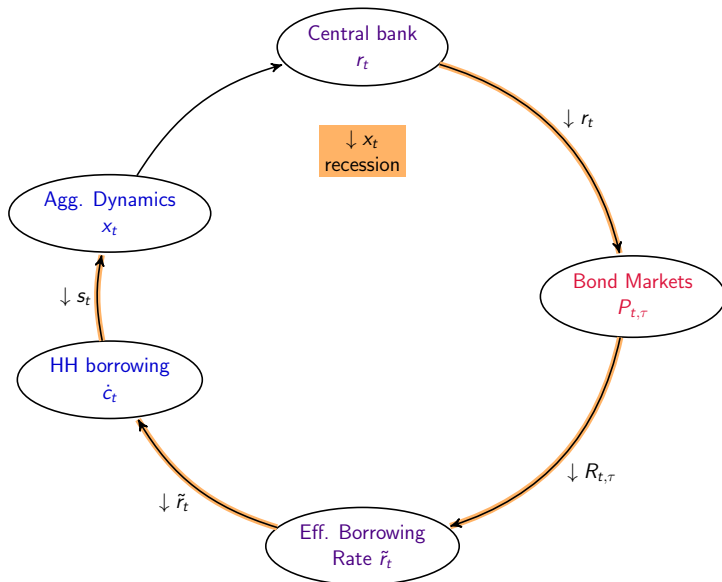 Central bank
r_t
↓ r_t
↓ x_t
recession
Agg. Dynamics
x_t
Bond Markets
P_{t,τ}
↓ s_t
HH borrowing
ċ_t
↓ R_{t,τ}
↓ r̃_t
Eff. Borrowing
Rate r̃_t